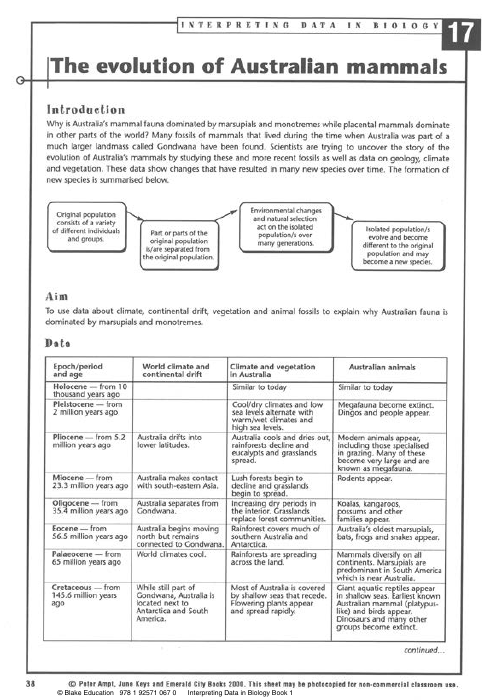 INTERPRETING DATA IN BIOLOGY
17
The evolution of Australian mammals
Introduction
Why is Australia's mammal fauna dominated by marsupials and monotremes while placental mammals dominate
in other parts of the world? Many fossils of mammals that lived during the time when Australia was part of a
much larger landmass called Gondwana have been found. Scientists are trying to uncover the story of the
evolution of Australia's mammals by studying these and more recent fossils as well as data on geology, climate
and vegetation. These data show changes that have resulted in many new species over time. The formation of
new species is summarised below.
Original population
consists of a variety
of different individuals
and groups.
Part or parts of the
original population
is/are separated from
the original population.
Environmental changes
and natural selection
act on the isolated
population/s over
many generations.
Isolated population/s
evolve and become
different to the original
population and may
become a new species.
Aim
To use data about climate, continental drift, vegetation and animal fossils to explain why Australian fauna is
dominated by marsupials and monotremes.
Data
Epoch/period
and age
World climate and
continental drift
Climate and vegetation
in Australia
Australian animals
Holocene — from 10
thousand years ago
Similar to today
Similar to today
Pleistocene — from
2 million years ago
Cool/dry climates and low
sea levels alternate with
warm/wet climates and
high sea levels.
Megafauna become extinct.
Dingos and people appear.
Pliocene — from 5.2
million years ago
Australia drifts into
lower latitudes.
Australia cools and dries out,
rainforests decline and
eucalypts and grasslands
spread.
Modern animals appear,
including those specialised
in grazing. Many of these
become very large and are
known as megafauna.
Miocene — from
23.3 million years ago
Australia makes contact
with south-eastern Asia.
Lush forests begin to
decline and grasslands
begin to spread.
Rodents appear.
Oligocene — from
35.4 million years ago
Australia separates from
Gondwana.
Increasing dry periods in
the interior. Grasslands
replace forest communities.
Koalas, kangaroos,
possums and other
families appear.
Eocene — from
56.5 million years ago
Australia begins moving
north but remains
connected to Gondwana.
Rainforest covers much of
southern Australia and
Antarctica.
Australia's oldest marsupials,
bats, frogs and snakes appear.
Palaeocene — from
65 million years ago
World climates cool.
Rainforests are spreading
across the land.
Mammals diversify on all
continents. Marsupials are
predominant in South America
which is near Australia.
Cretaceous — from
145.6 million years
ago
While still part of
Gondwana, Australia is
located next to
Antarctica and South
America.
Most of Australia is covered
by shallow seas that recede.
Flowering plants appear
and spread rapidly.
Giant aquatic reptiles appear
in shallow seas. Earliest known
Australian mammal (platypus-
like) and birds appear.
Dinosaurs and many other
groups become extinct.
continued...
38
© Peter Ampt, June Keys and Emerald City Books 2000. This sheet may be photocopied for non-commercial classroom use.
© Blake Education 978 1 92571 067 0 Interpreting Data in Biology Book 1